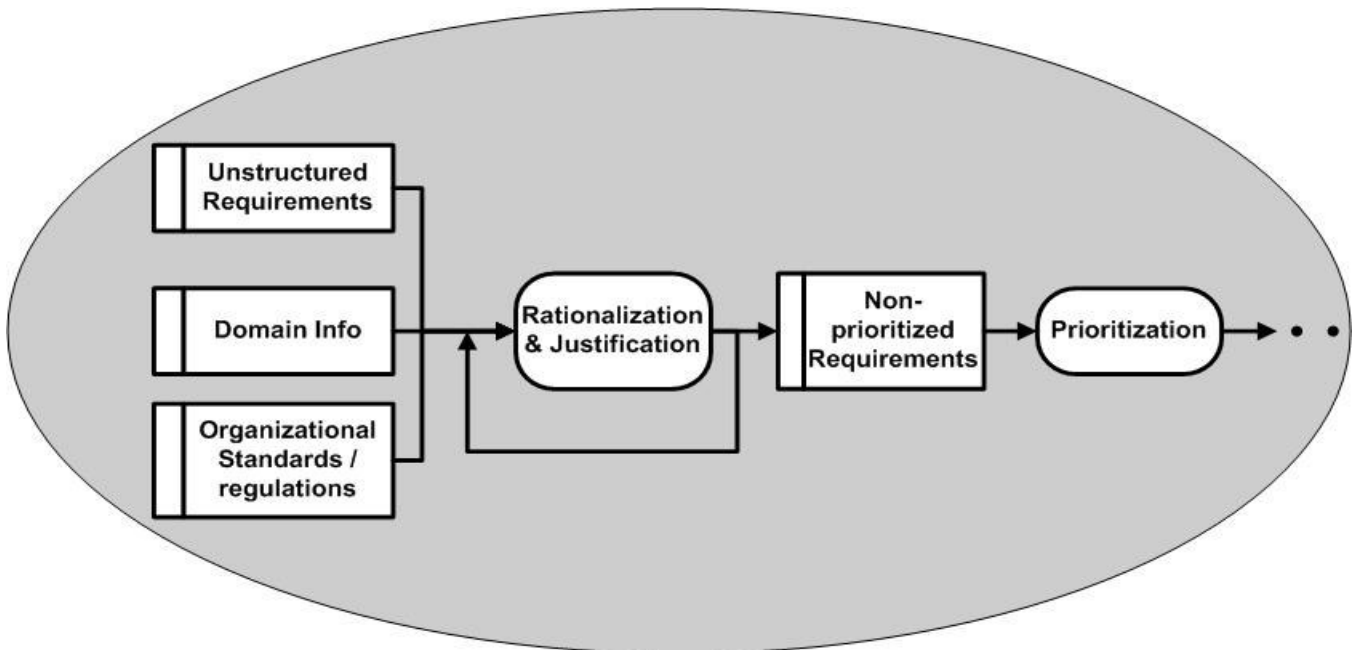 Unstructured
Requirements
Domain Info
Organizational
Standards /
regulations
Rationalization
& Justification
Non-
prioritized
Requirements
Prioritization